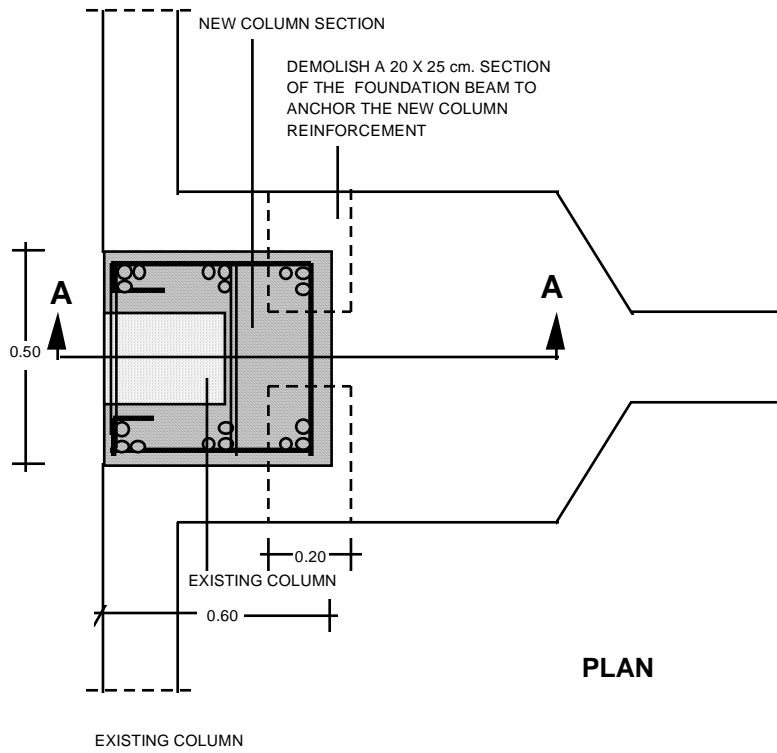 NEW COLUMN SECTION
DEMOLISH A 20 X 25 cm. SECTION
OF THE FOUNDATION BEAM TO
ANCHOR THE NEW COLUMN
REINFORCEMENT
A
A
0.50
0.20
EXISTING COLUMN
0.60
PLAN
EXISTING COLUMN